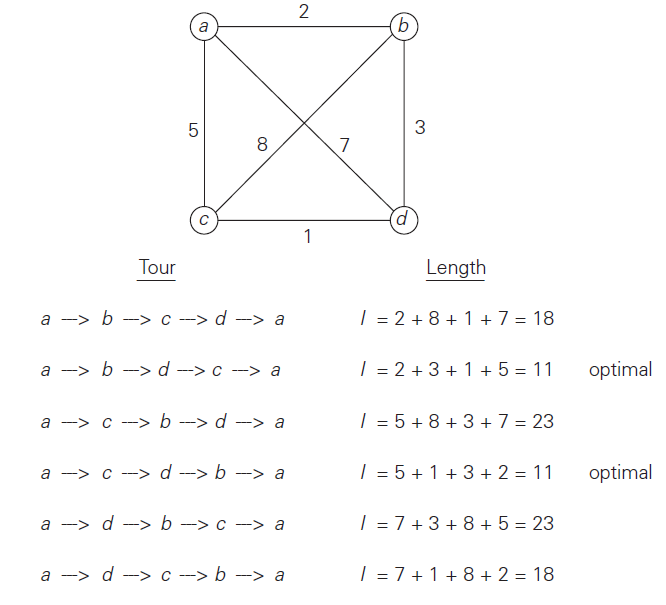 2
a b
5 8 7 3
c d
1
Tour Length
a —> b —> c —> d —> a l = 2 + 8 + 1 + 7 = 18
a —> b —> d —> c —> a l = 2 + 3 + 1 + 5 = 11 optimal
a —> c —> b —> d —> a l = 5 + 8 + 3 + 7 = 23
a —> c —> d —> b —> a l = 5 + 1 + 3 + 2 = 11 optimal
a —> d —> b —> c —> a l = 7 + 3 + 8 + 5 = 23
a —> d —> c —> b —> a l = 7 + 1 + 8 + 2 = 18